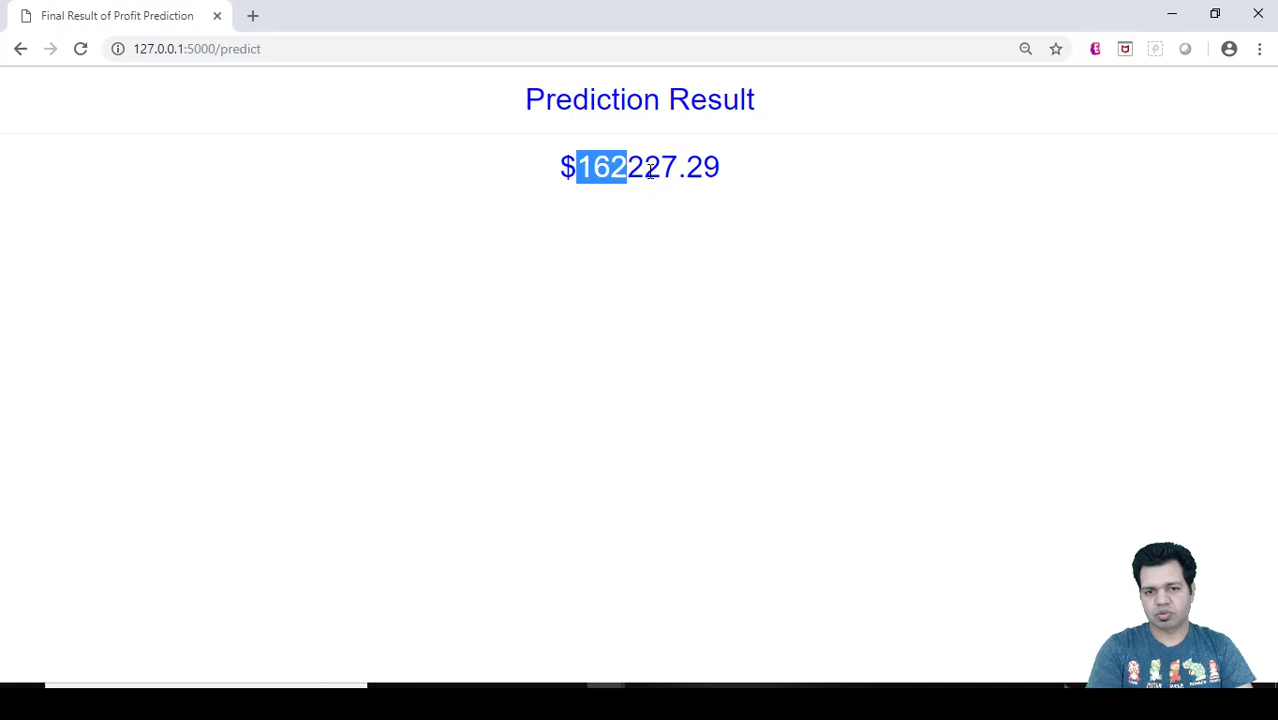 Final Result of Profit Prediction
127.0.0.1:5000/predict
Prediction Result
$162227.29